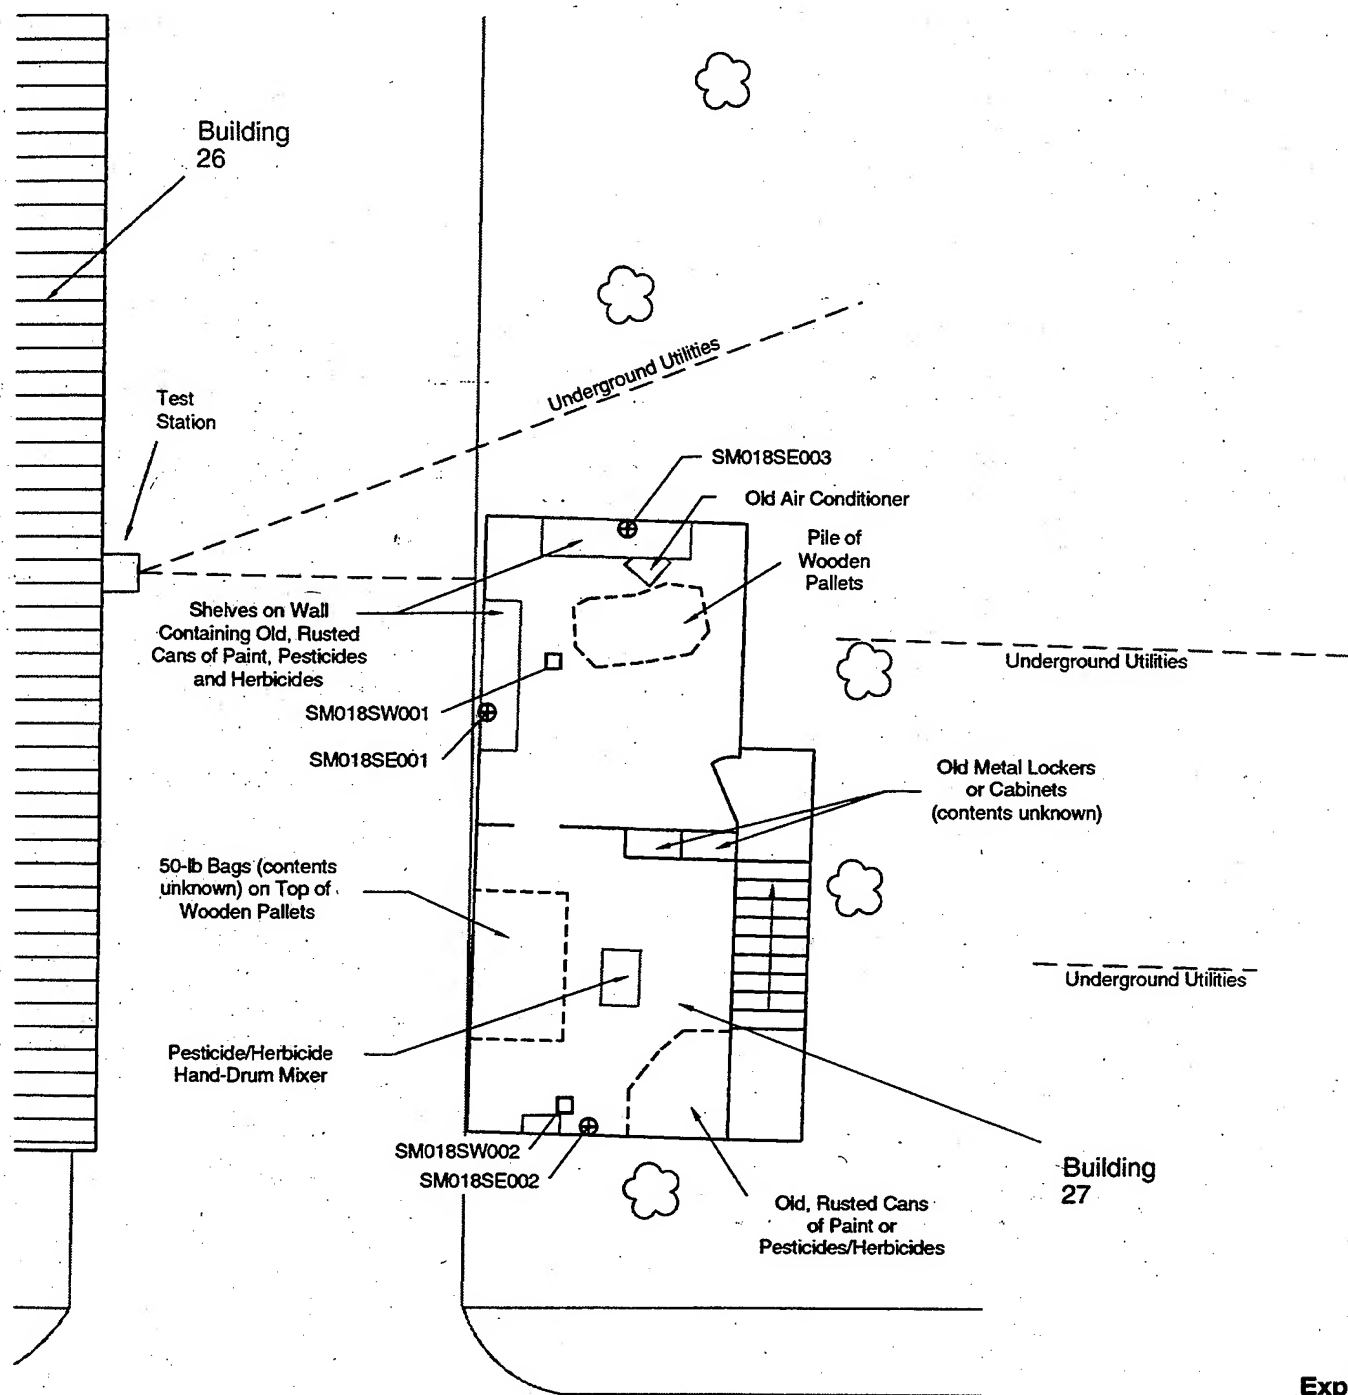 Building
26
Underground Utilities
Test
Station
SM018SE003
Old Air Conditioner
Pile of
Wooden
Pallets
Shelves on Wall
Containing Old, Rusted
Cans of Paint, Pesticides
and Herbicides
Underground Utilities
SM018SW001
SM018SE001
Old Metal Lockers
or Cabinets
(contents unknown)
50-lb Bags (contents
unknown) on Top of
Wooden Pallets
Underground Utilities
Pesticide/Herbicide
Hand-Drum Mixer
SM018SW002
SM018SE002
Building
27
Old, Rusted Cans
of Paint or
Pesticides/Herbicides
Exp